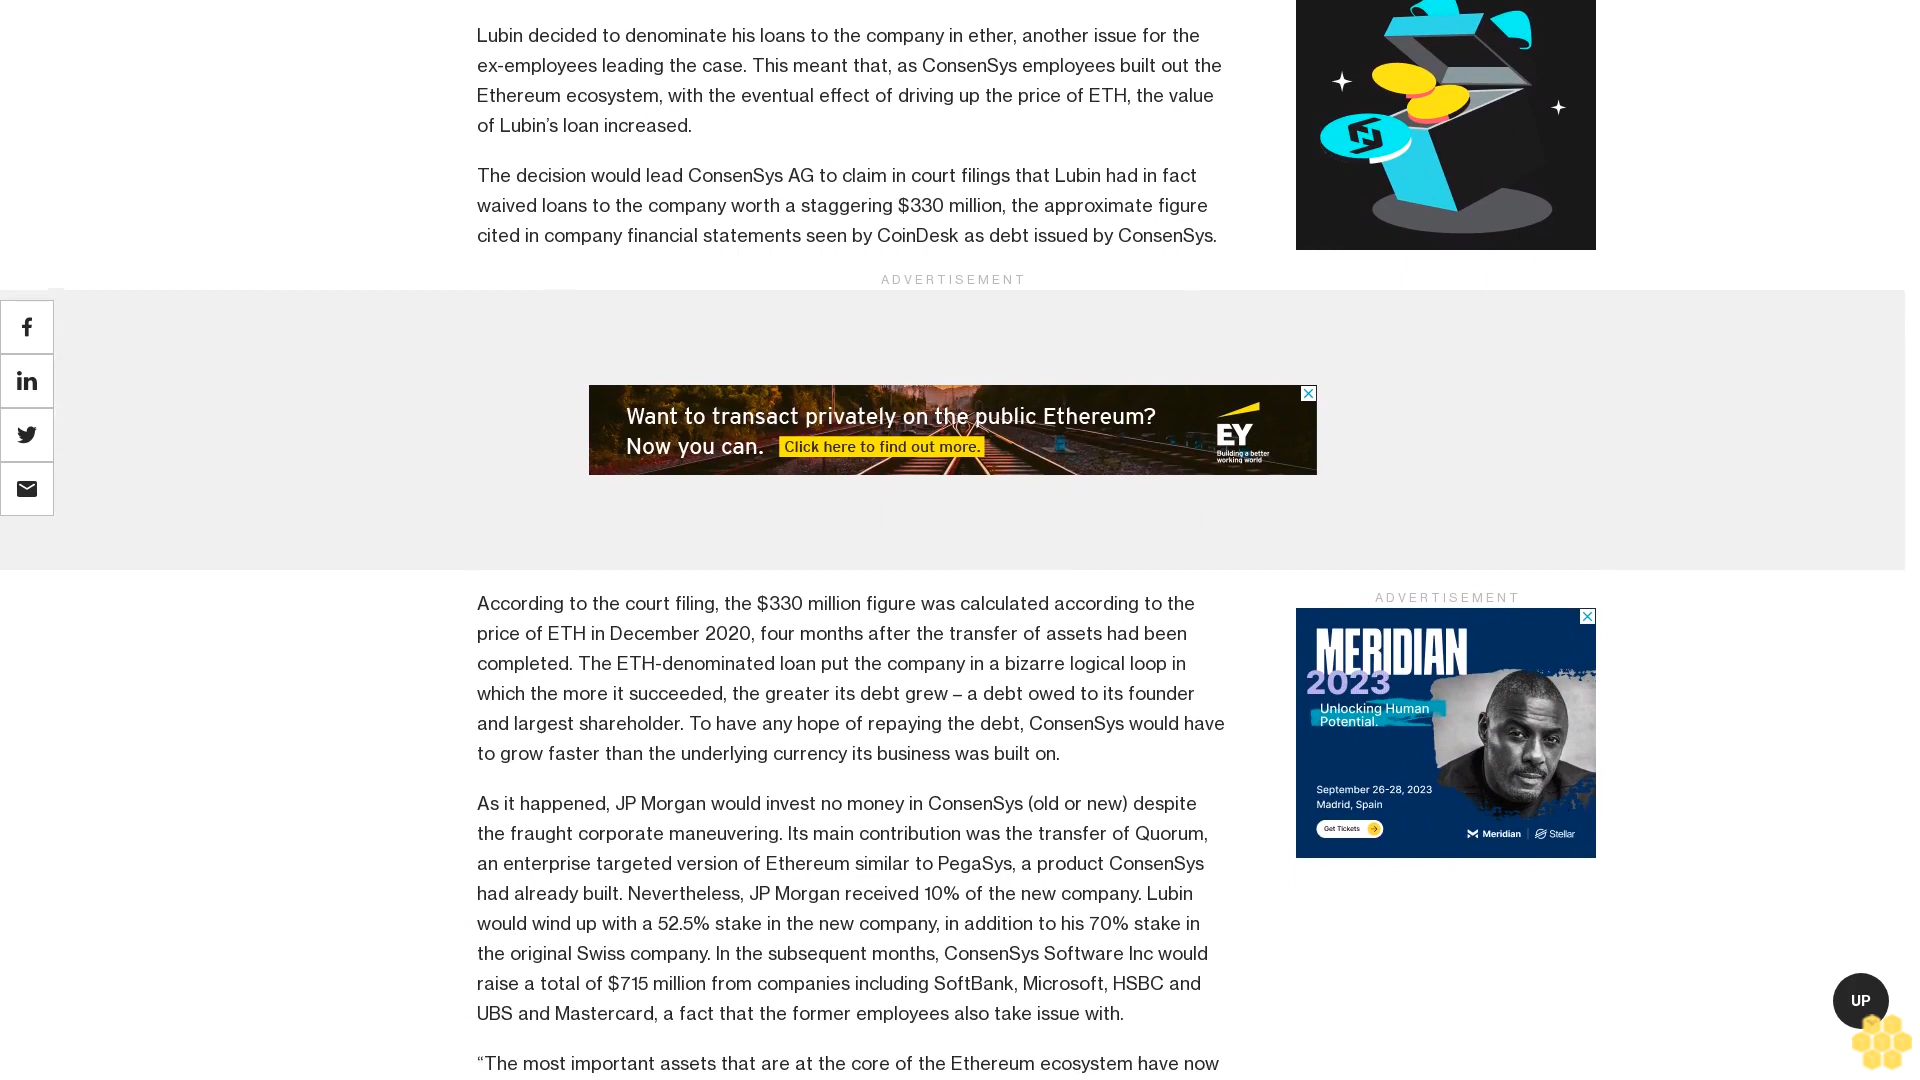 Lubin decided to denominate his loans to the company in ether, another issue for the
ex-employees leading the case. This meant that, as ConsenSys employees built out the
Ethereum ecosystem, with the eventual effect of driving up the price of ETH, the value
of Lubin’s loan increased.
The decision would lead ConsenSys AG to claim in court filings that Lubin had in fact
waived loans to the company worth a staggering $330 million, the approximate figure
cited in company financial statements seen by CoinDesk as debt issued by ConsenSys.
ADVERTISEMENT
Want to transact privately on the public Ethereum?
Now you can. Click here to find out more.
EY
Building a better
working world
According to the court filing, the $330 million figure was calculated according to the
price of ETH in December 2020, four months after the transfer of assets had been
completed. The ETH-denominated loan put the company in a bizarre logical loop in
which the more it succeeded, the greater its debt grew – a debt owed to its founder
and largest shareholder. To have any hope of repaying the debt, ConsenSys would have
to grow faster than the underlying currency its business was built on.
As it happened, JP Morgan would invest no money in ConsenSys (old or new) despite
the fraught corporate maneuvering. Its main contribution was the transfer of Quorum,
an enterprise targeted version of Ethereum similar to PegaSys, a product ConsenSys
had already built. Nevertheless, JP Morgan received 10% of the new company. Lubin
would wind up with a 52.5% stake in the new company, in addition to his 70% stake in
the original Swiss company. In the subsequent months, ConsenSys Software Inc would
raise a total of $715 million from companies including SoftBank, Microsoft, HSBC and
UBS and Mastercard, a fact that the former employees also take issue with.
“The most important assets that are at the core of the Ethereum ecosystem have now
ADVERTISEMENT
MERIDIAN
2023
Unlocking Human
Potential.
September 26-28, 2023
Madrid, Spain
Get Tickets
Meridian | Stellar
UP